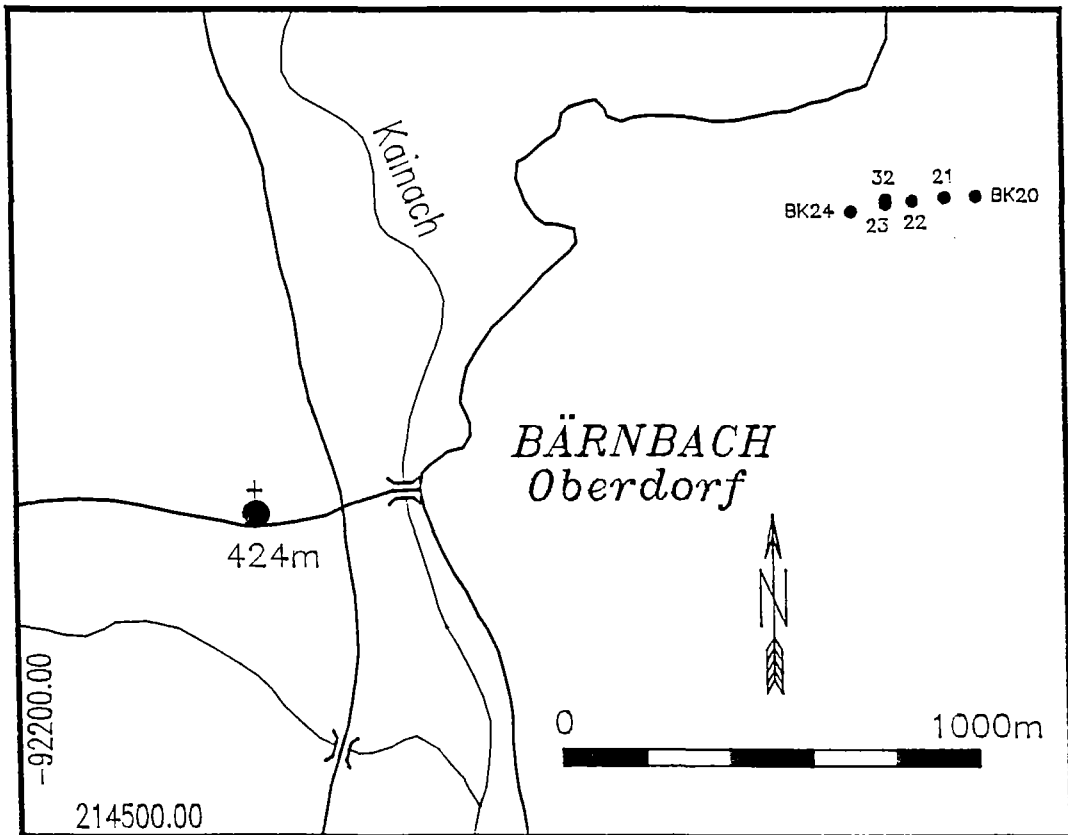 Kainach
32
21
BK24
BK20
23
22
BÄRNBACH
Oberdorf
424m
N
-92200.00
0
1000m
214500.00